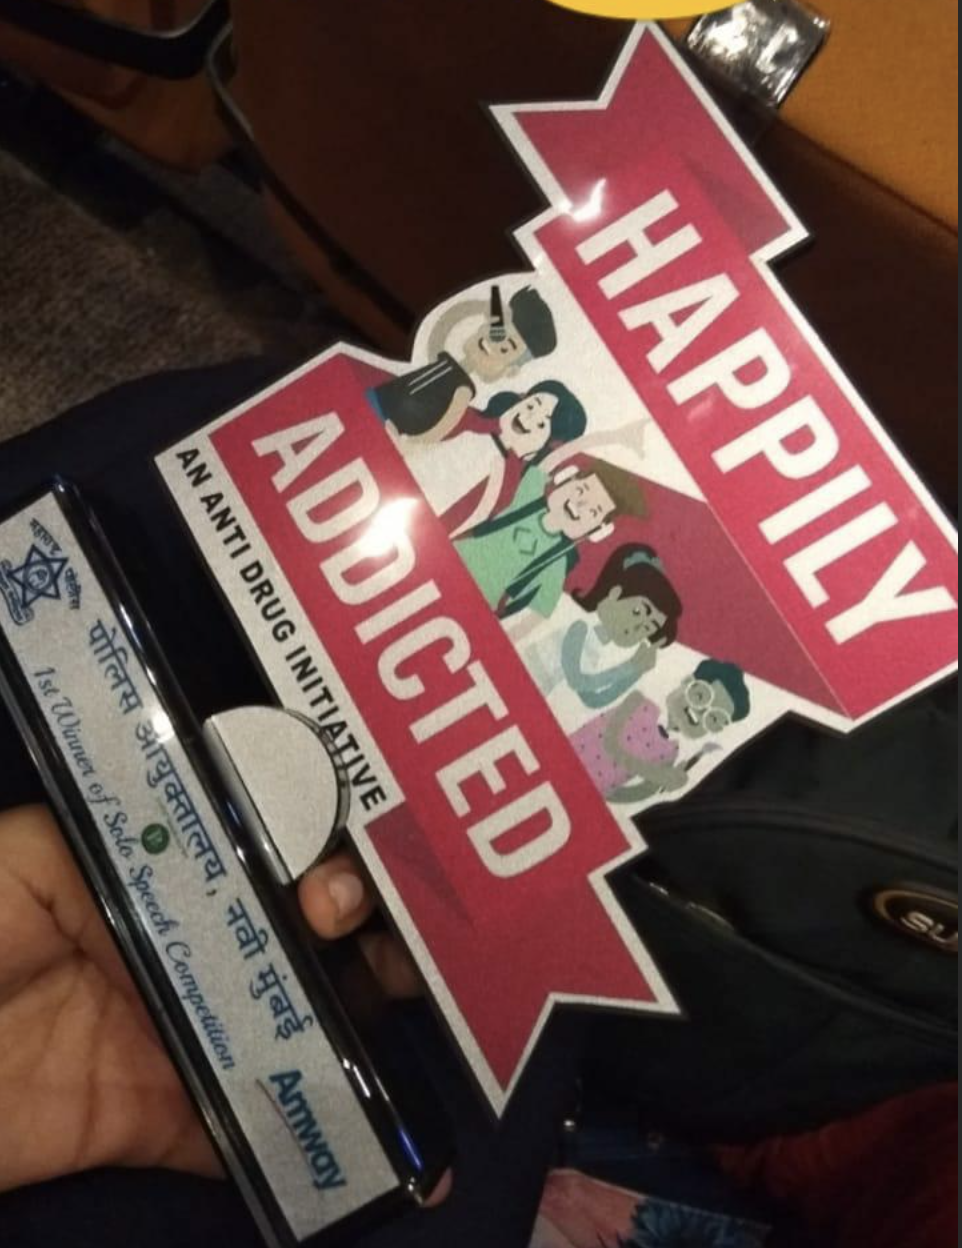 HAPPILY
ADDICTED
AN ANTI DRUG INITIATIVE
पोलिस आयुक्तालय, नवी मुंबई
1st Winner of Solo Speech Competition
Amway